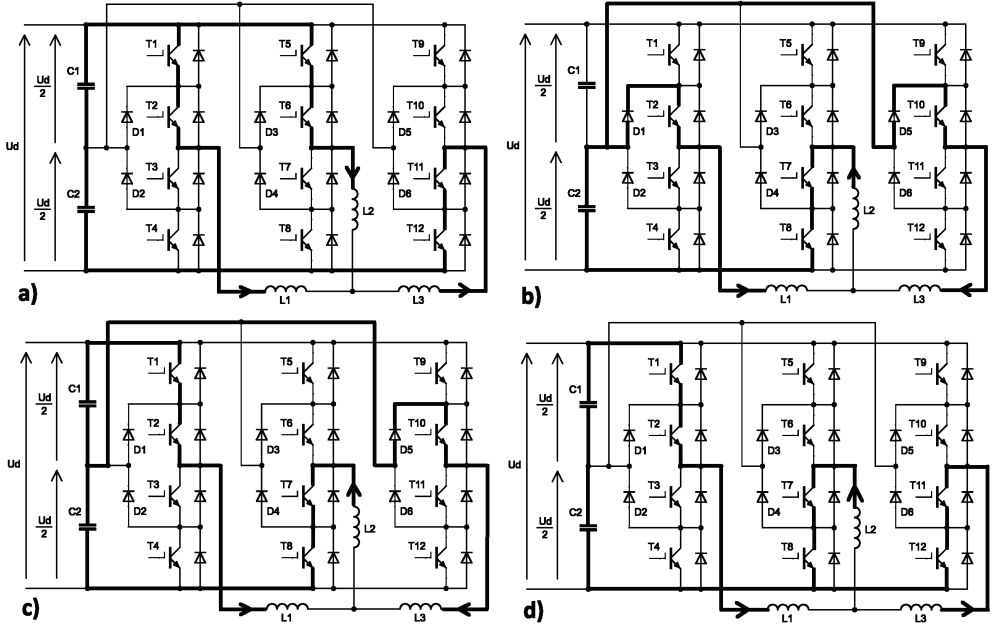 T1 T5 T9
C1
Ud
2
T2 T6 T10
D1 D3 D5
Ud
T3 T7 T11
D2 D4 D6
C2
Ud
2
L2
T4 T8 T12
a)
L1 L3
T1 T5 T9
C1
Ud
2
T2 T6 T10
D1 D3 D5
Ud
T3 T7 T11
D2 D4 D6
C2
Ud
2
L2
T4 T8 T12
b)
L1 L3
T1 T5 T9
C1
Ud
2
T2 T6 T10
D1 D3 D5
Ud
T3 T7 T11
D2 D4 D6
C2
Ud
2
L2
T4 T8 T12
c)
L1 L3
T1 T5 T9
C1
Ud
2
T2 T6 T10
D1 D3 D5
Ud
T3 T7 T11
D2 D4 D6
C2
Ud
2
L2
T4 T8 T12
d)
L1 L3